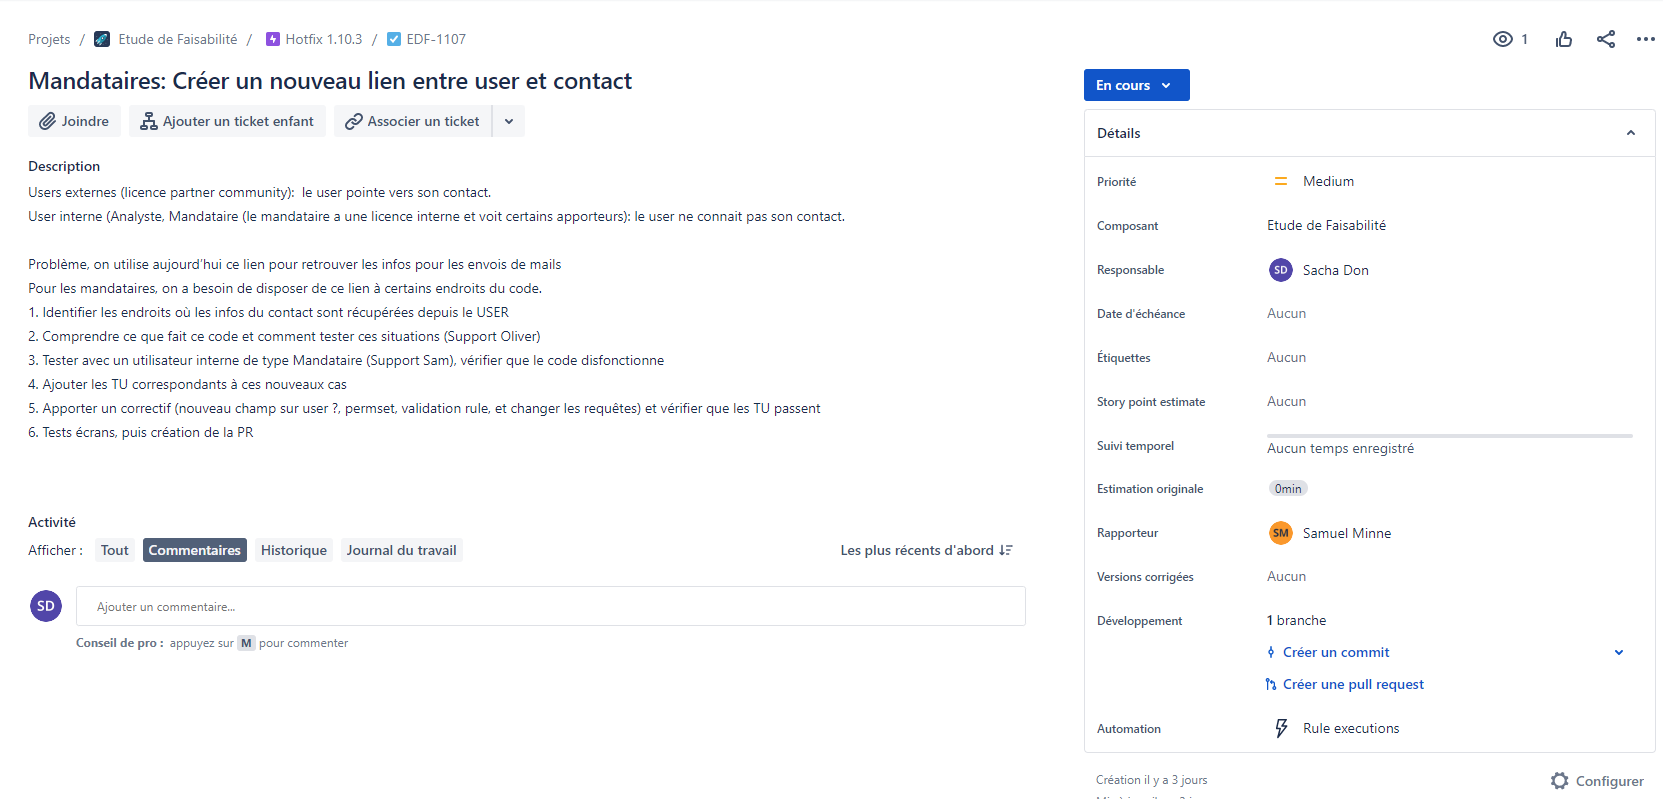 Projets / Etude de Faisabilité / Hotfix 1.10.3 / EDF-1107
1
Mandataires: Créer un nouveau lien entre user et contact
Joindre
Ajouter un ticket enfant
Associer un ticket
Description
Users externes (licence partner community): le user pointe vers son contact.
User interne (Analyste, Mandataire (le mandataire a une licence interne et voit certains apporteurs): le user ne connait pas son contact.
Problème, on utilise aujourd'hui ce lien pour retrouver les infos pour les envois de mails
Pour les mandataires, on a besoin de disposer de ce lien à certains endroits du code.
1. Identifier les endroits où les infos du contact sont récupérées depuis le USER
2. Comprendre ce que fait ce code et comment tester ces situations (Support Oliver)
3. Tester avec un utilisateur interne de type Mandataire (Support Sam), vérifier que le code disfonctionne
4. Ajouter les TU correspondants à ces nouveaux cas
5. Apporter un correctif (nouveau champ sur user ?, permset, validation rule, et changer les requêtes) et vérifier que les TU passent
6. Tests écrans, puis création de la PR
Activité
Afficher : Tout Commentaires Historique Journal du travail
Les plus récents d'abord
SD
Ajouter un commentaire...
Conseil de pro : appuyez sur M pour commenter
En cours
Détails
Priorité
Medium
Composant
Etude de Faisabilité
Responsable
SD Sacha Don
Date d'échéance
Aucun
Étiquettes
Aucun
Story point estimate
Aucun
Suivi temporel
Aucun temps enregistré
Estimation originale
0min
Rapporteur
SM Samuel Minne
Versions corrigées
Aucun
Développement
1 branche
Créer un commit
Créer une pull request
Automation
Rule executions
Création il y a 3 jours
Configurer